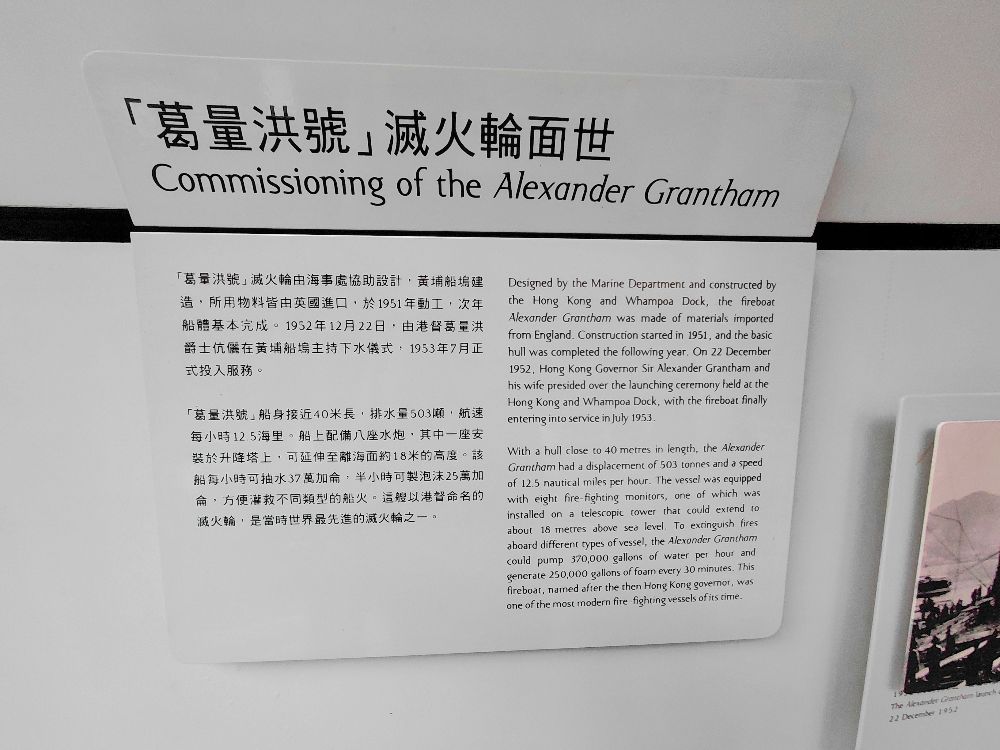 「葛量洪號」滅火輪面世
Commissioning of the Alexander Grantham
「葛量洪號」滅火輪由海事處協助設計，黃埔船塢建
造，所用物料皆由英國進口，於1951年動工，次年
船體基本完成。1952年12月22日，由港督葛量洪
爵士伉儷在黃埔船塢主持下水儀式，1953年7月正
式投入服務。
「葛量洪號」船身接近40米長，排水量503噸，航速
每小時12.5海里。船上配備八座水炮，其中一座安
裝於升降塔上，可延伸至離海面約18米的高度。該
船每小時可抽水37萬加侖，半小時可製泡沫25萬加
侖，方便灌救不同類型的船火。這艘以港督命名的
滅火輪，是當時世界最先進的滅火輪之一。
Designed by the Marine Department and constructed by
the Hong Kong and Whampoa Dock, the fireboat
Alexander Grantham was made of materials imported
from England. Construction started in 1951, and the basic
hull was completed the following year. On 22 December
1952, Hong Kong Governor Sir Alexander Grantham and
his wife presided over the launching ceremony held at the
Hong Kong and Whampoa Dock, with the fireboat finally
entering into service in July 1953.
With a hull close to 40 metres in length, the Alexander
Grantham had a displacement of 503 tonnes and a speed
of 12.5 nautical miles per hour. The vessel was equipped
with eight fire-fighting monitors, one of which was
installed on a telescopic tower that could extend to
about 18 metres above sea level. To extinguish fires
aboard different types of vessel, the Alexander Grantham
could pump 370,000 gallons of water per hour and
generate 250,000 gallons of foam every 30 minutes. This
fireboat, named after the then Hong Kong governor, was
one of the most modern fire-fighting vessels of its time.
The Alexander Grantham launch
22 December 1952